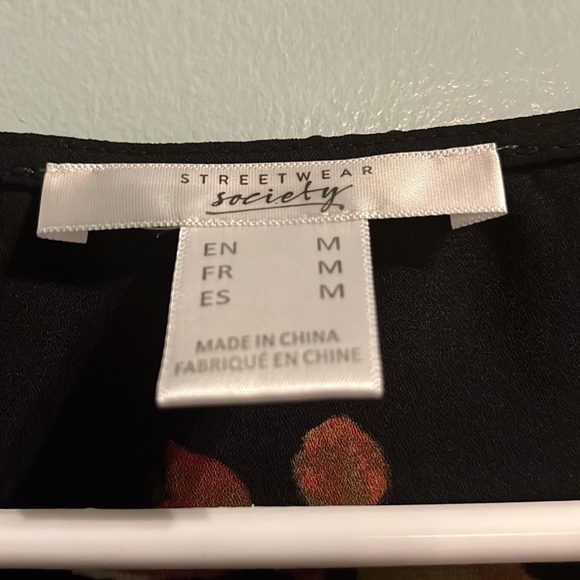 STREETWEAR
society
EN M
FR M
ES M
MADE IN CHINA
FABRIQUÉ EN CHINE